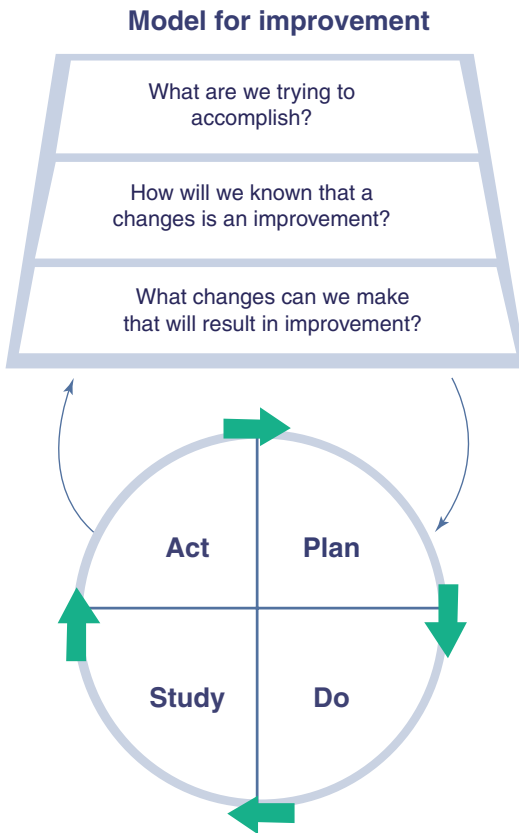 Model for improvement
What are we trying to
accomplish?
How will we known that a
changes is an improvement?
What changes can we make
that will result in improvement?
Act
Plan
Study
Do